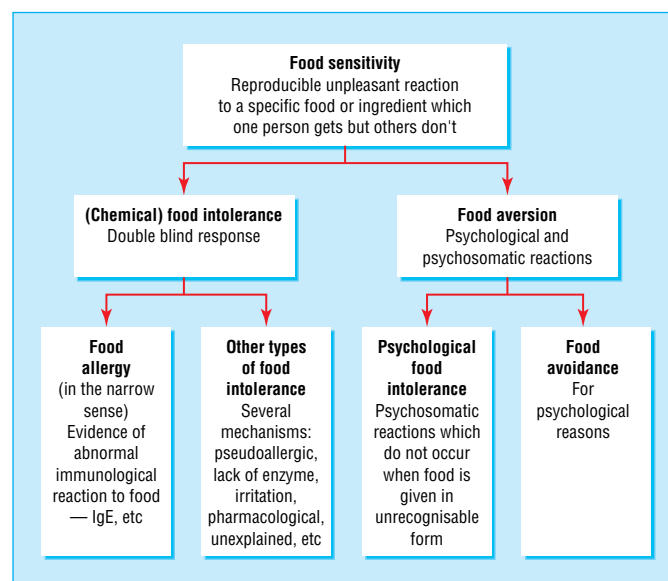 Food sensitivity
Reproducible unpleasant reaction
to a specific food or ingredient which
one person gets but others don't
(Chemical) food intolerance
Double blind response
Food aversion
Psychological and
psychosomatic reactions
Food
allergy
(in the narrow
sense)
Evidence of
abnormal
immunological
reaction to food
— IgE, etc
Other types
of food
intolerance
Several
mechanisms:
pseudoallergic,
lack of enzyme,
irritation,
pharmacological,
unexplained, etc
Psychological
food
intolerance
Psychosomatic
reactions which
do not occur
when food is
given in
unrecognisable
form
Food
avoidance
For
psychological
reasons